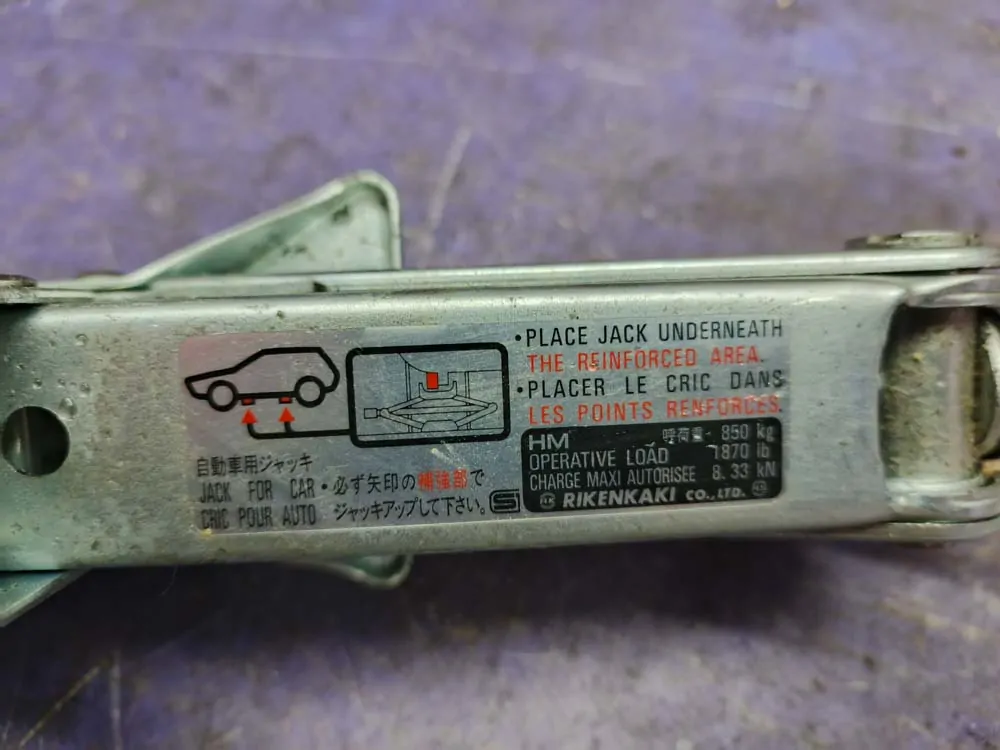 ・PLACE JACK UNDERNEATH
THE REINFORCED AREA.
・PLACER LE CRIC DANS
LES POINTS RENFORCES.
自動車用ジャッキ
JACK FOR CAR
CRIC POUR AUTO
・必ず矢印の補強部で
ジャッキアップして下さい。
HM 呼荷重 850 kg
OPERATIVE LOAD 1870 lb
CHARGE MAXI AUTORISEE 8.33 kN
RIKENKAKI CO.,LTD.